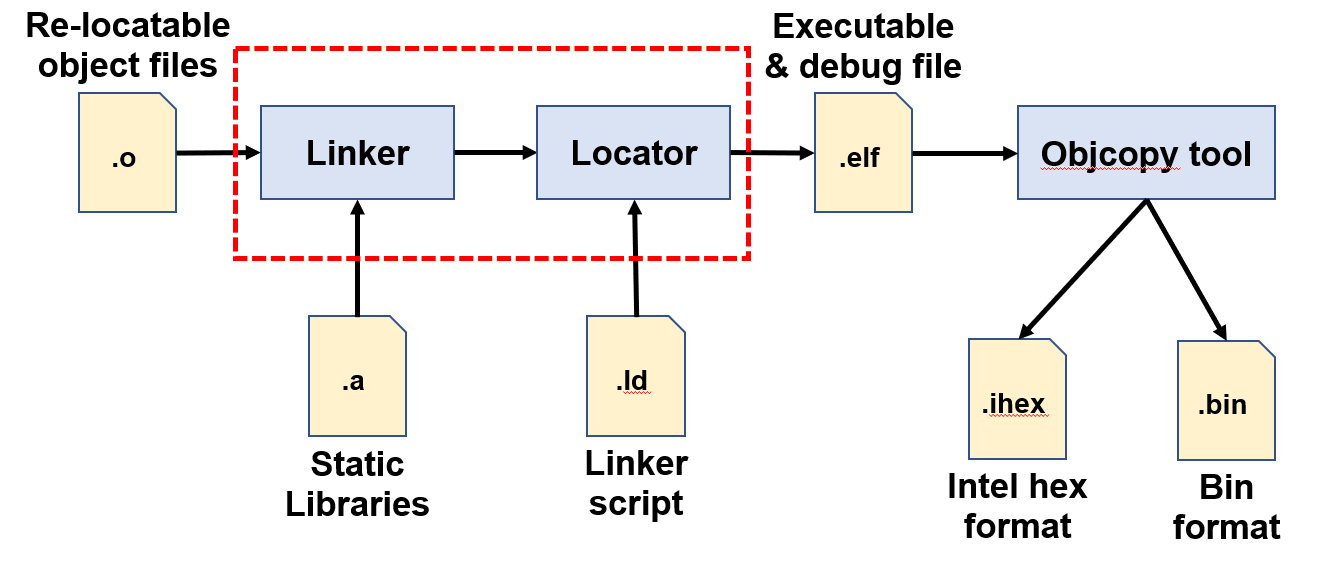 Re-locatable
object files
Executable
& debug file
.o
Linker
Locator
.elf
Objcopy tool
.a
.ld
.ihex
.bin
Static
Libraries
Linker
script
Intel hex
format
Bin
format